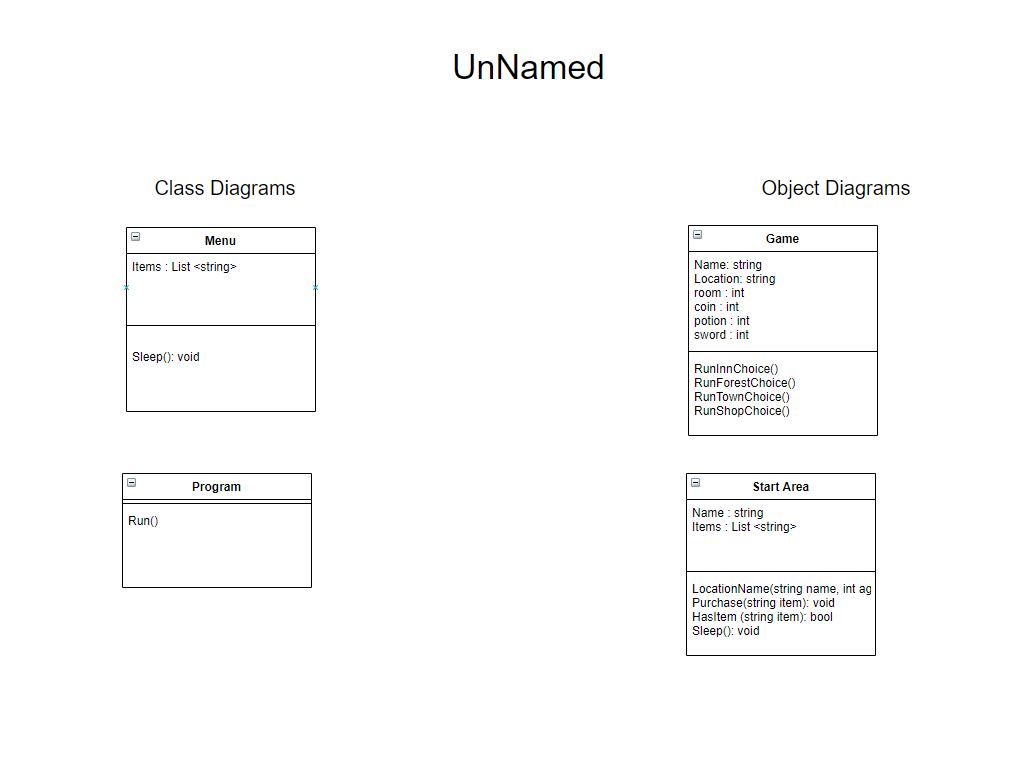 UnNamed
Class Diagrams
Menu
Items : List <string>
Sleep(): void
Program
Run()
Object Diagrams
Game
Name: string
Location: string
room : int
coin : int
potion : int
sword : int
RunInnChoice()
RunForestChoice()
RunTownChoice()
RunShopChoice()
Start Area
Name : string
Items : List <string>
LocationName(string name, int ag
Purchase(string item): void
HasItem (string item): bool
Sleep(): void